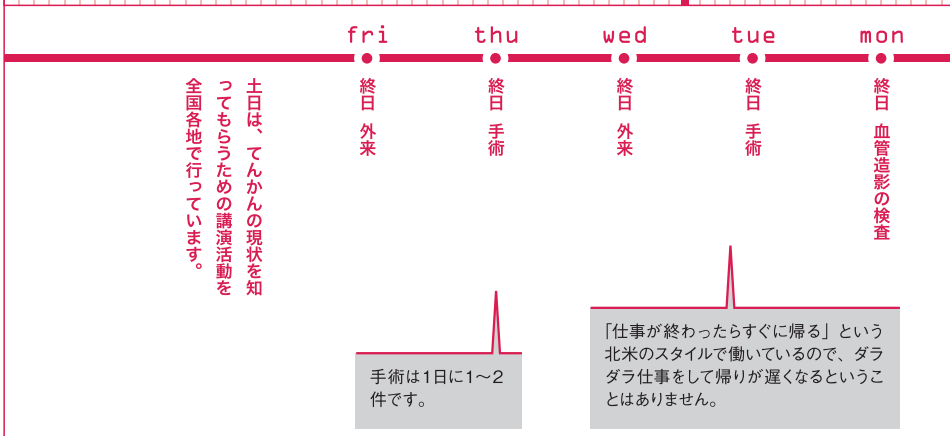 mon
終日 血管造影の検査
tue
終日 手術
wed
終日 外来
thu
終日 手術
fri
終日 外来
土日は、てんかんの現状を知
ってもらうための講演活動を
全国各地で行っています。
「仕事が終わったらすぐに帰る」という
北米のスタイルで働いているので、ダラ
ダラ仕事をして帰りが遅くなるというこ
とはありません。
手術は1日に1〜2
件です。